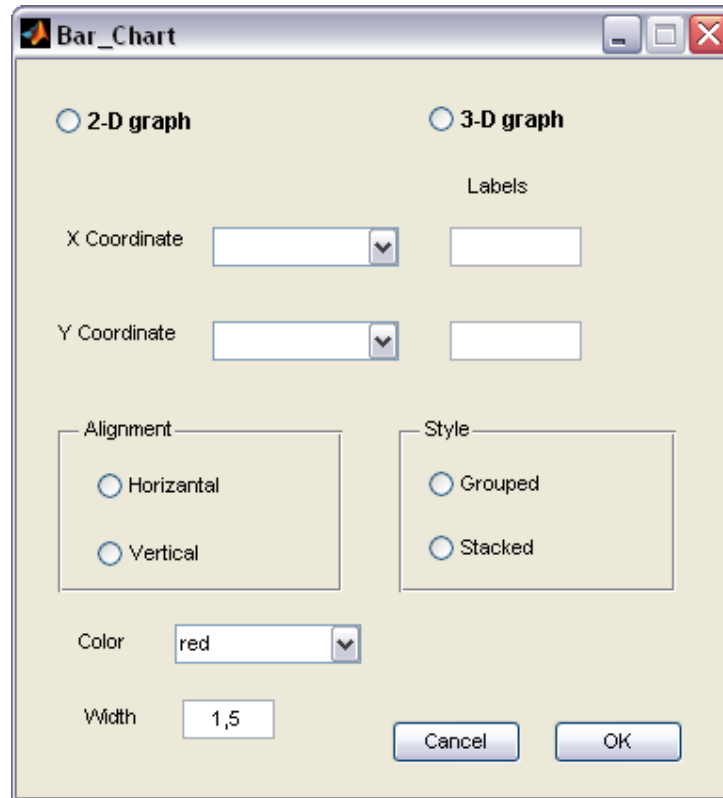 Bar_Chart
2-D graph 3-D graph
Labels
X Coordinate
Y Coordinate
Alignment Style
Horizantal Grouped
Vertical Stacked
Color red
Width 1,5 Cancel OK